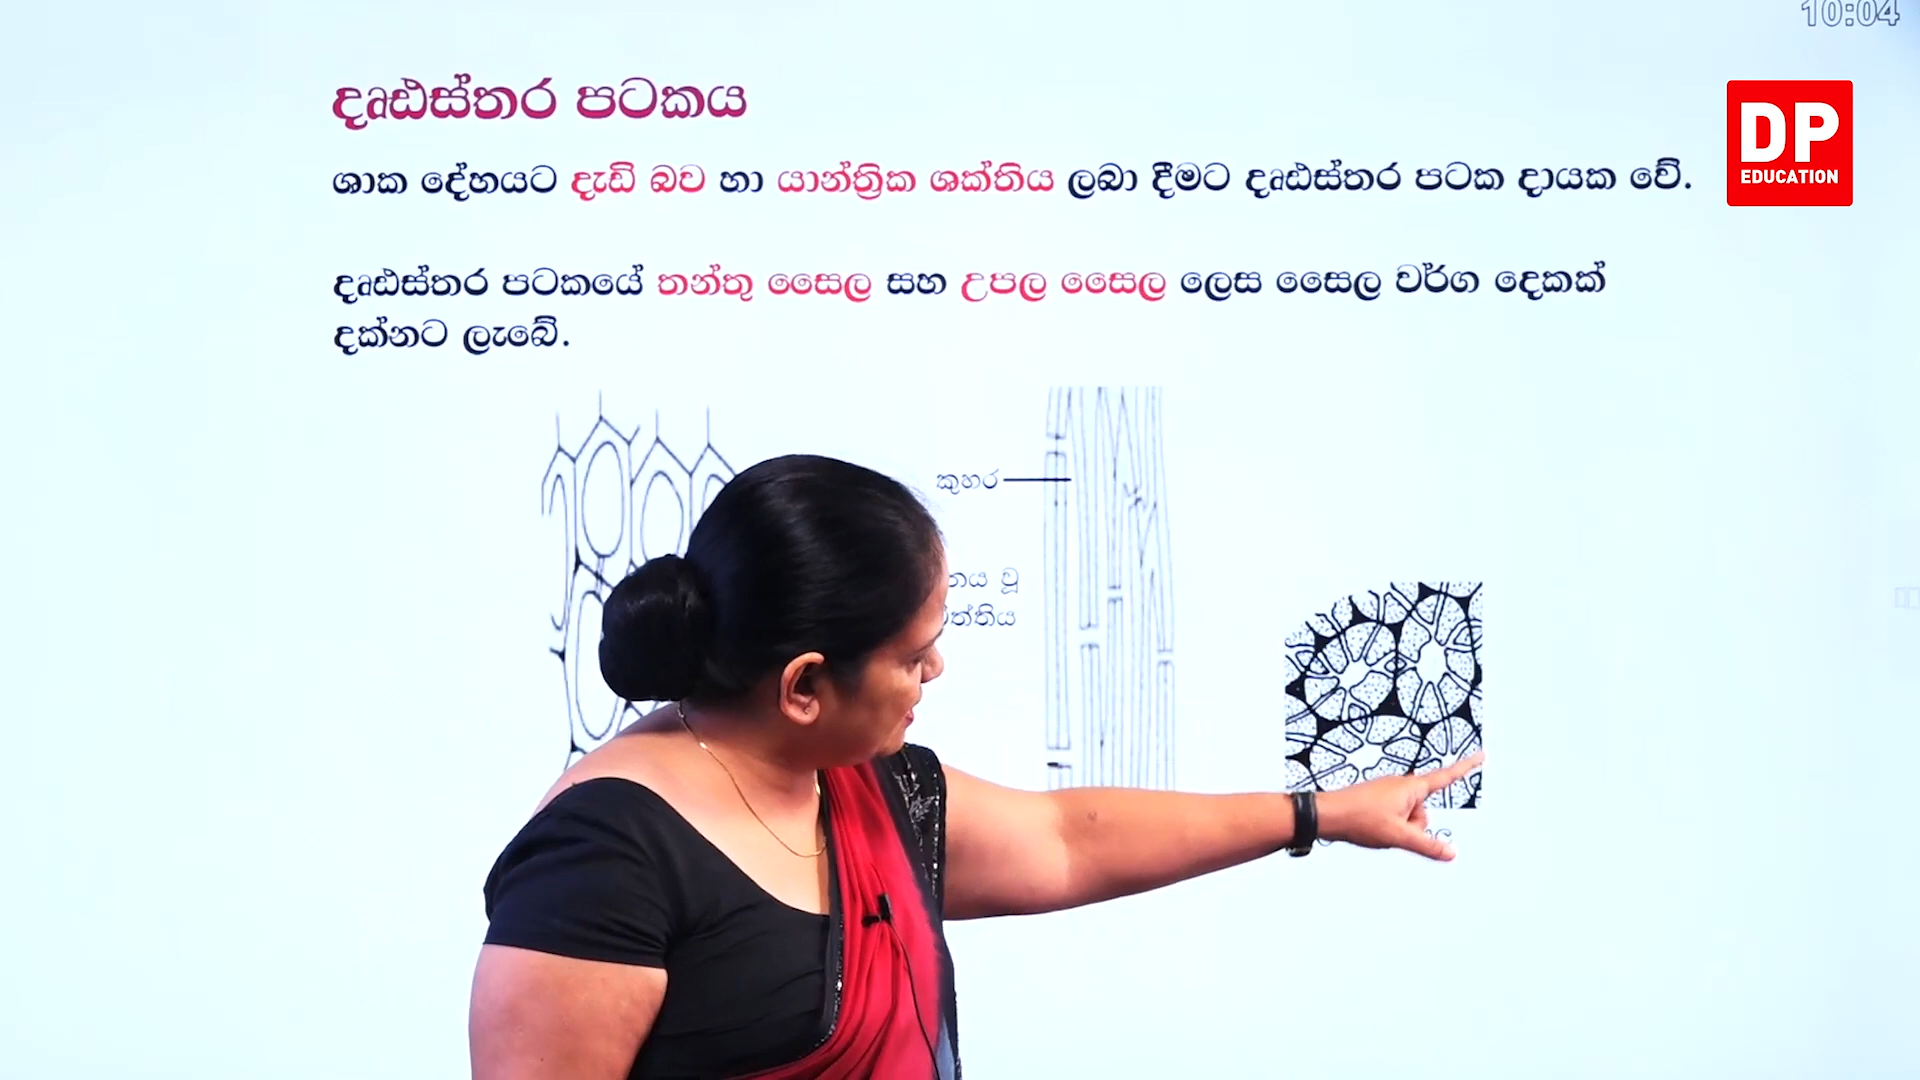 10:04
දෘඪස්තර පටකය
DP
EDUCATION
ශාක දේහයට දැඩි බව හා යාන්ත්‍රික ශක්තිය ලබා දීමට දෘඪස්තර පටක දායක වේ.
දෘඪස්තර පටකයේ තන්තු සෛල සහ උපල සෛල ලෙස සෛල වර්ග දෙකක්
දක්නට ලැබේ.
කුහර
වූ